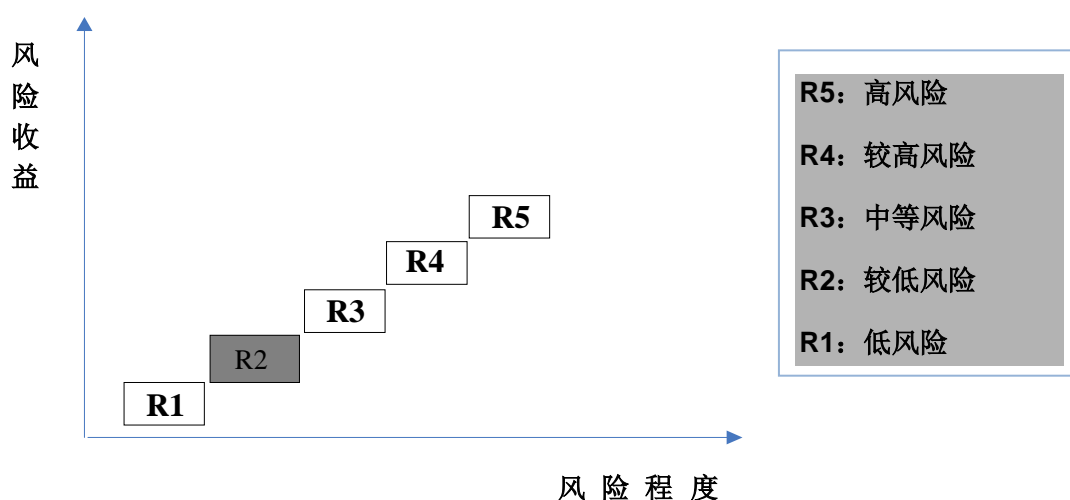 风险收益
R5：高风险
R4：较高风险
R3：中等风险
R2：较低风险
R1：低风险
R5
R4
R3
R2
R1
风险程度